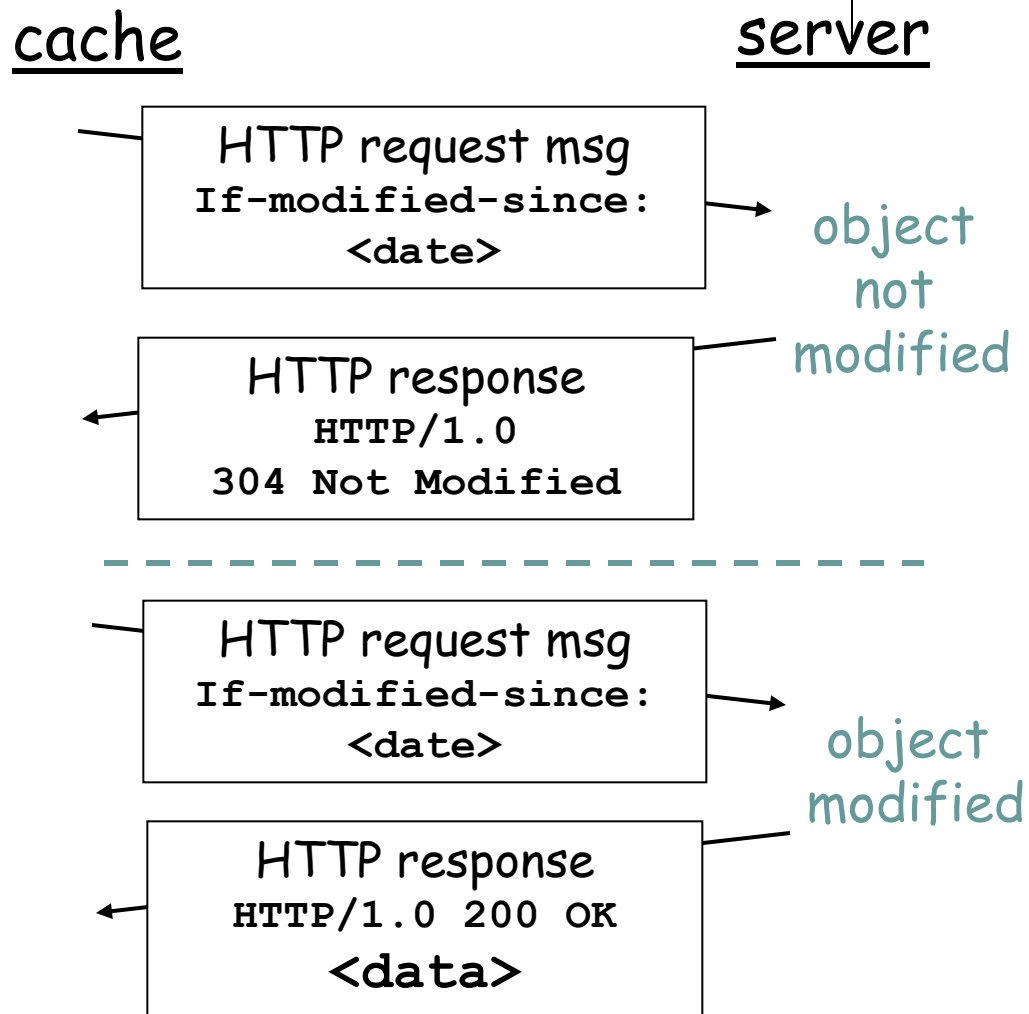 cache
server
HTTP request msg
If-modified-since:
<date>
object
not
modified
HTTP response
HTTP/1.0
304 Not Modified
HTTP request msg
If-modified-since:
<date>
object
modified
HTTP response
HTTP/1.0 200 OK
<data>